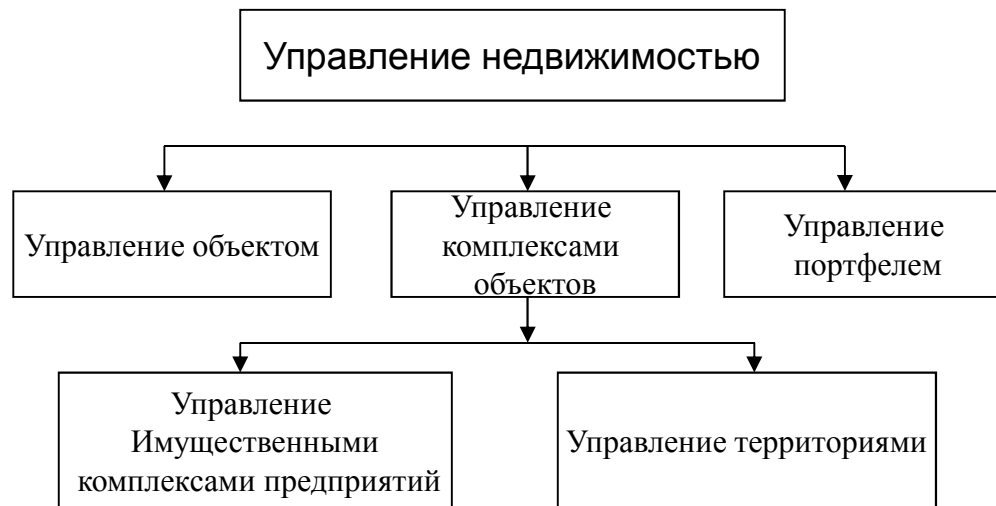 Управление недвижимостью
Управление объектом
Управление
комплексами
объектов
Управление
портфелем
Управление
Имущественными
комплексами предприятий
Управление территориями